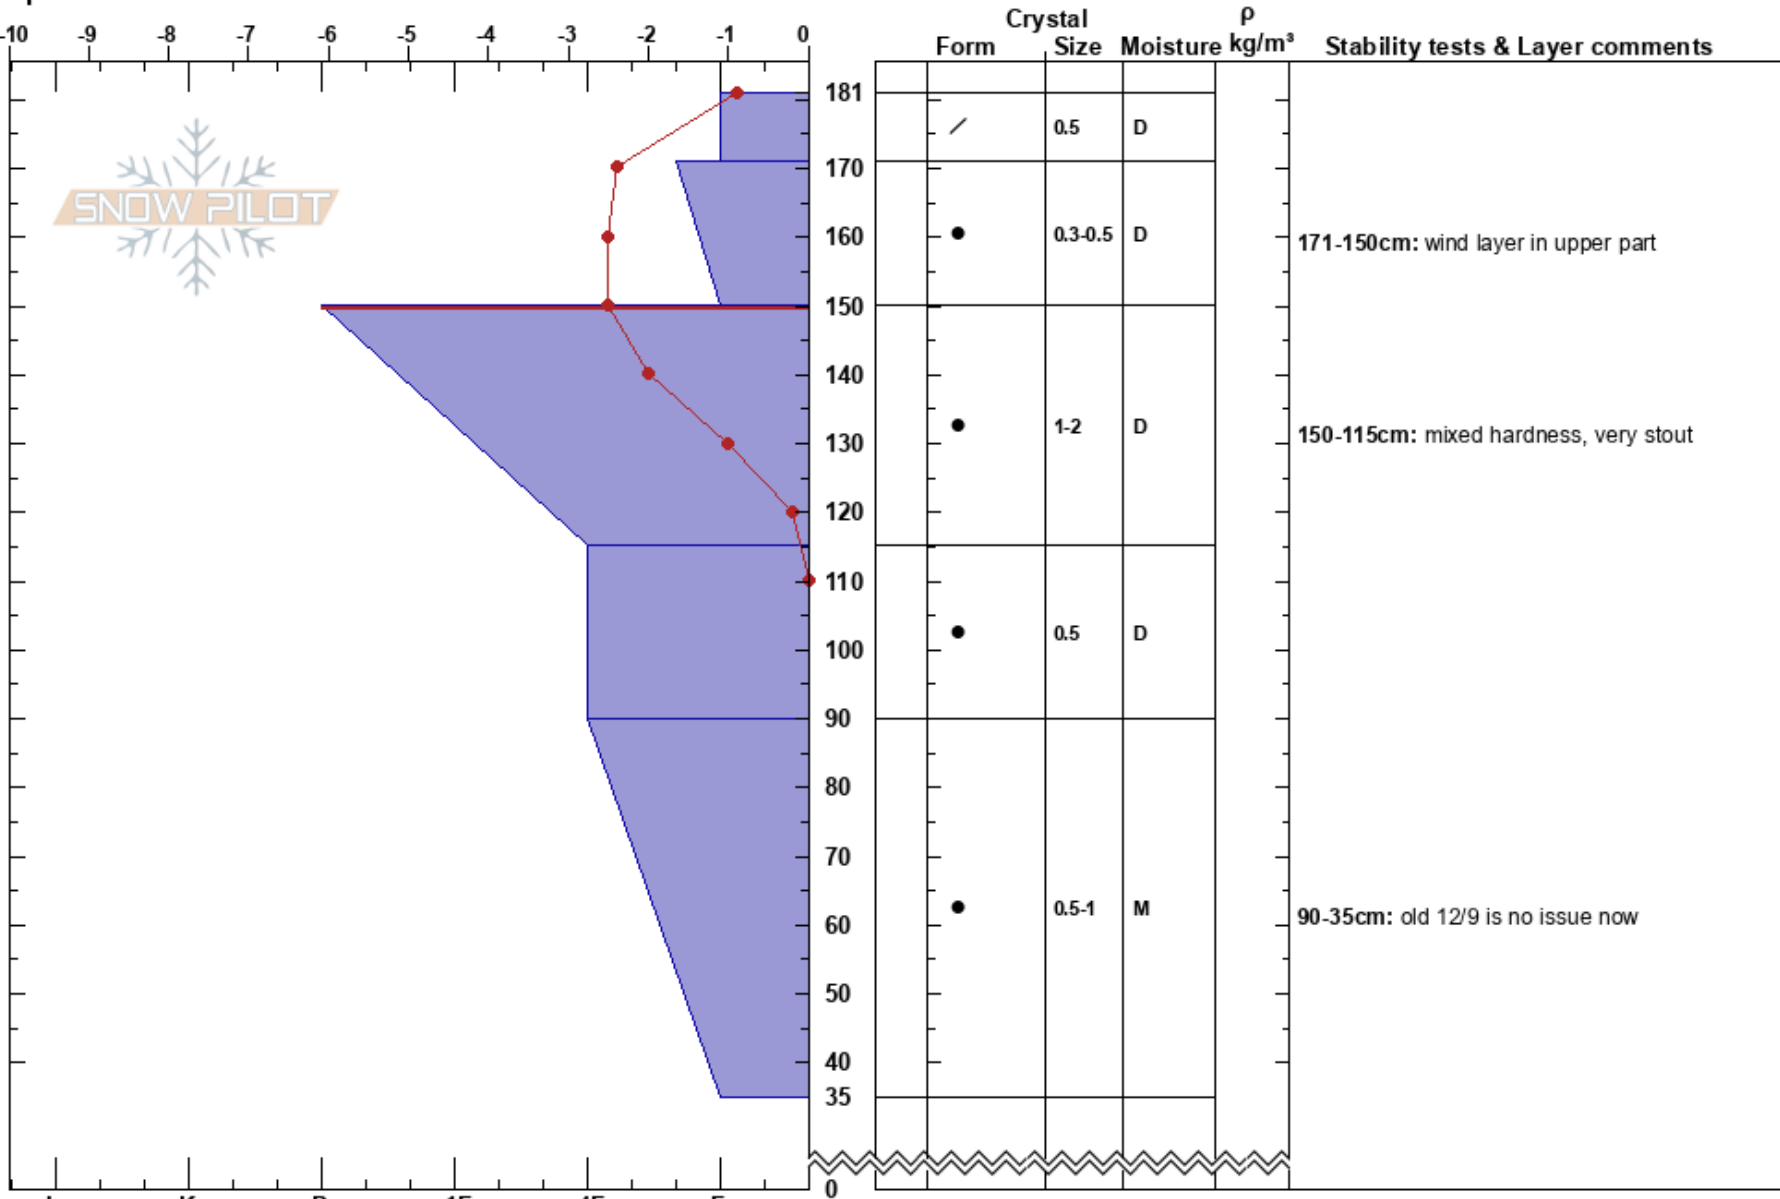 Crystal ρ
-10 -9 -8 -7 -6 -5 -4 -3 -2 -1 0 Form Size Moisture kg/m³ Stability tests & Layer comments
181
0.5 D
170
SNOW PILOT
160 0.3-0.5 D 171-150cm: wind layer in upper part
150
140
130 1-2 D 150-115cm: mixed hardness, very stout
120
110
100 0.5 D
90
80
70
60 0.5-1 M 90-35cm: old 12/9 is no issue now
50
40
35
0